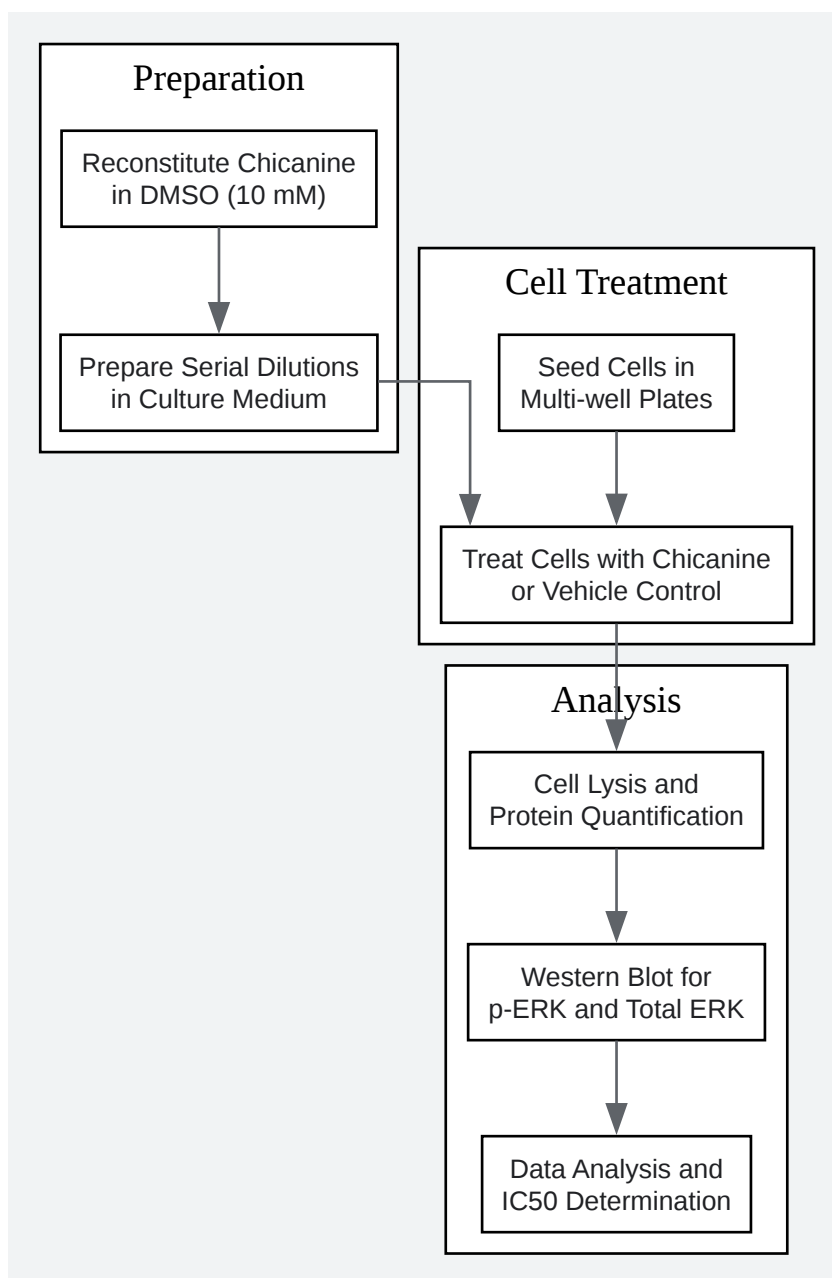 Preparation
Reconstitute Chicanine
in DMSO (10 mM)
Prepare Serial Dilutions
in Culture Medium
Cell Treatment
Seed Cells in
Multi-well Plates
Treat Cells with Chicanine
or Vehicle Control
Analysis
Cell Lysis and
Protein Quantification
Western Blot for
p-ERK and Total ERK
Data Analysis and
IC50 Determination